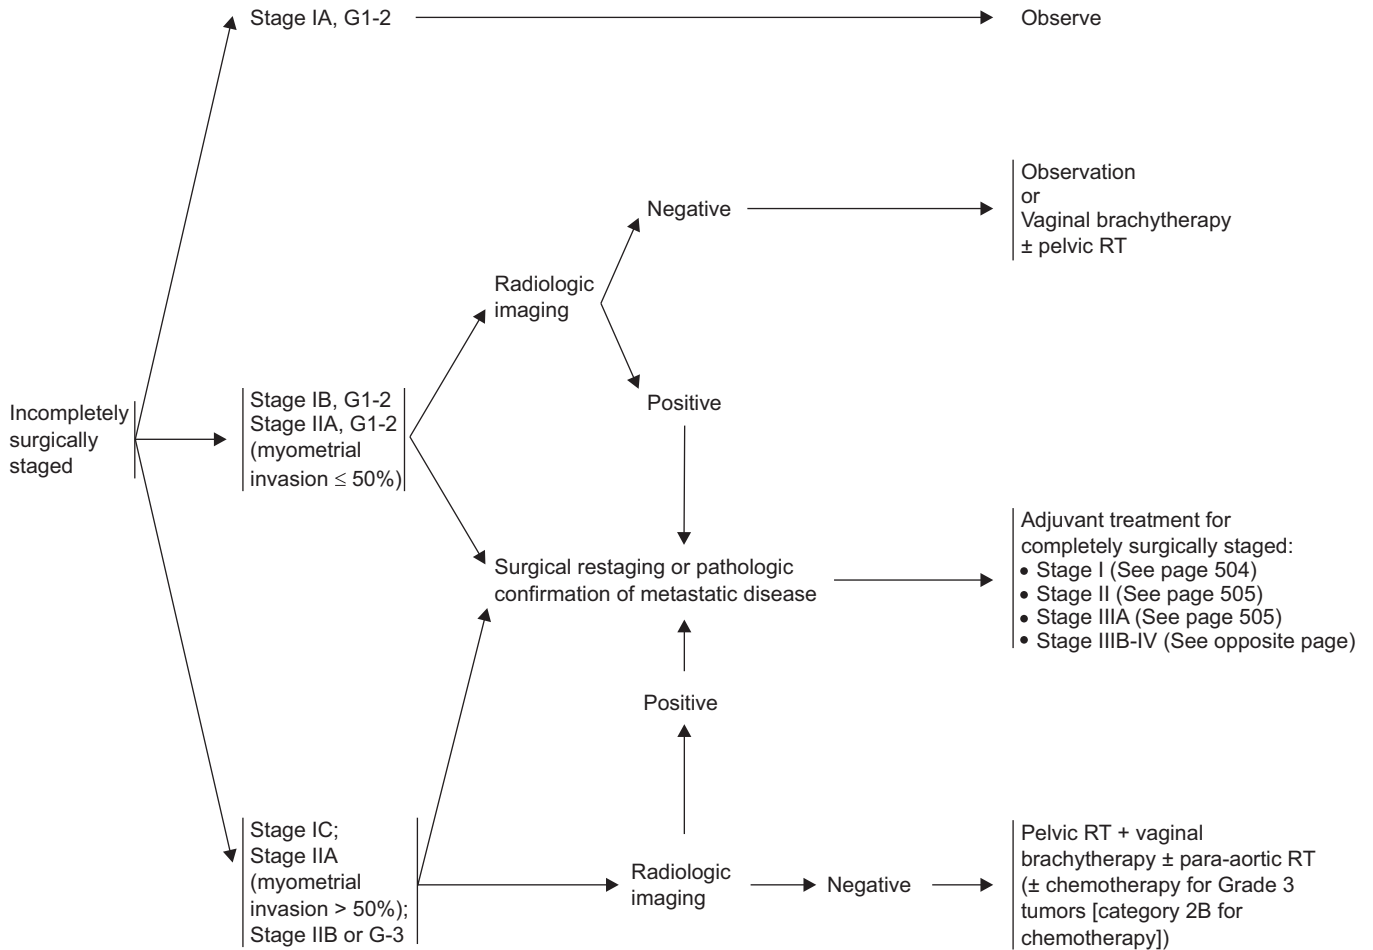 Stage IA, G1-2
Observe
Observation
or
Vaginal brachytherapy
± pelvic RT
Negative
Radiologic
imaging
Positive
Incompletely
surgically
staged
Stage IB, G1-2
Stage IIA, G1-2
(myometrial
invasion ≤ 50%)
Surgical restaging or pathologic
confirmation of metastatic disease
Adjuvant treatment for
completely surgically staged:
• Stage I (See page 504)
• Stage II (See page 505)
• Stage IIIA (See page 505)
• Stage IIIB-IV (See opposite page)
Positive
Stage IC;
Stage IIA
(myometrial
invasion > 50%);
Stage IIB or G-3
Radiologic
imaging
Negative
Pelvic RT + vaginal
brachytherapy ± para-aortic RT
(± chemotherapy for Grade 3
tumors [category 2B for
chemotherapy])